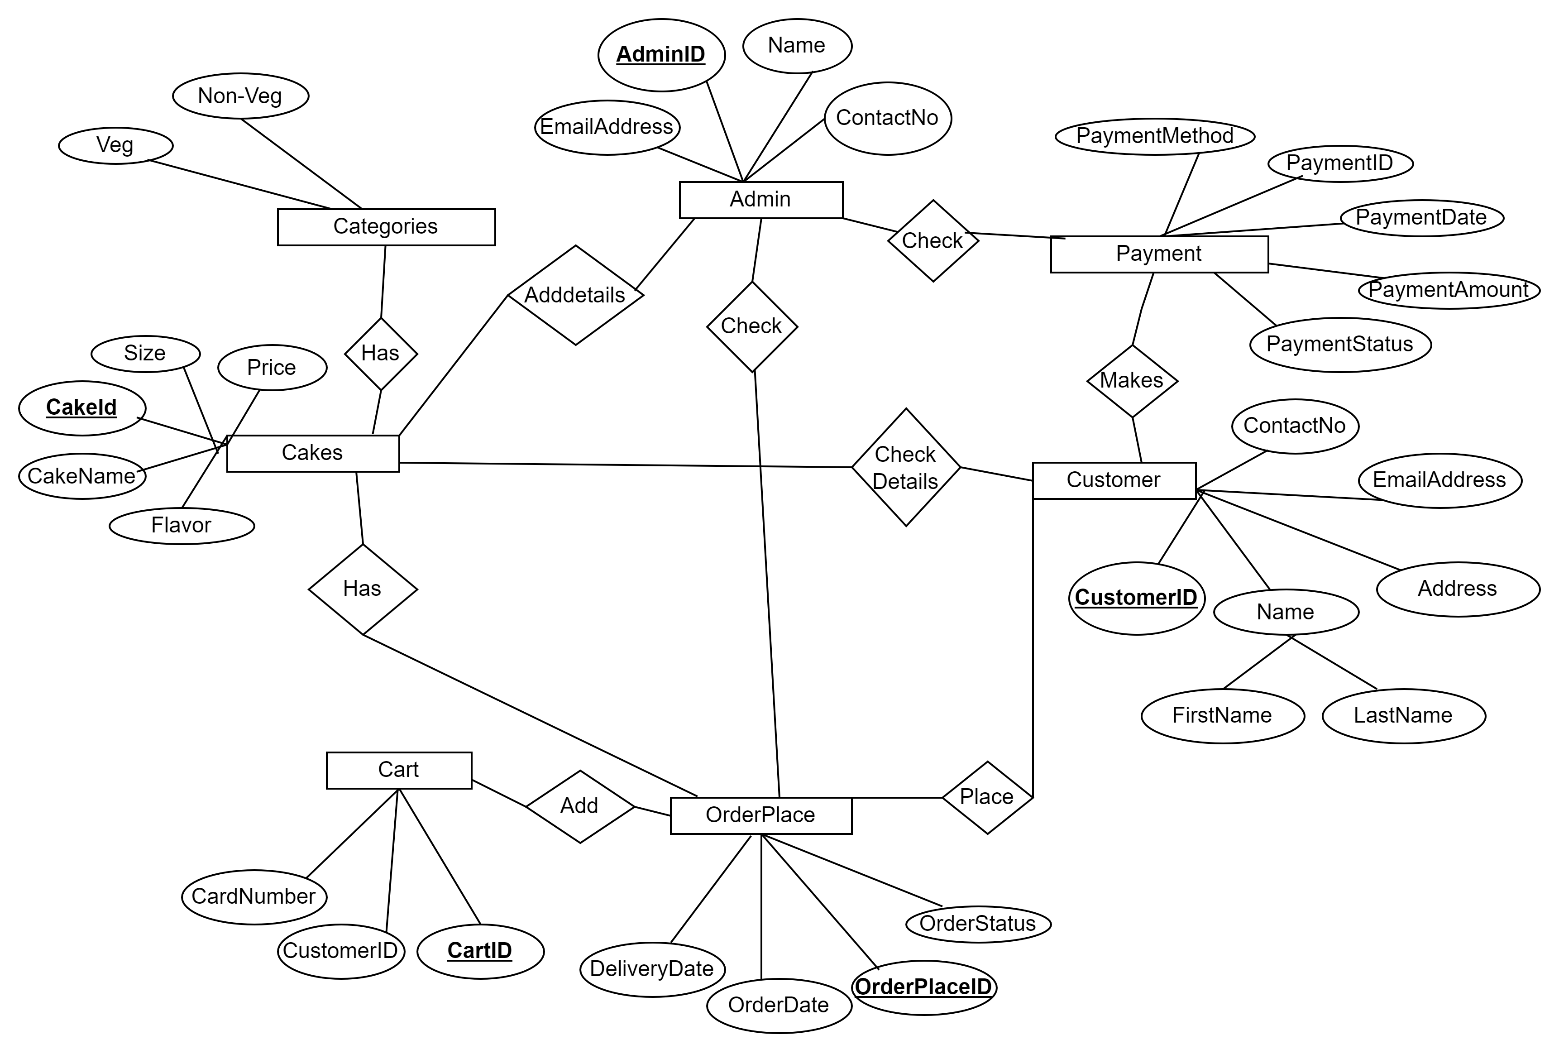 AdminID
Name
Non-Veg
ContactNo
EmailAddress
Veg
PaymentMethod
PaymentID
Admin
PaymentDate
Categories
Check
Payment
Adddetails
PaymentAmount
Check
PaymentStatus
Size
Has
Price
Makes
CakeId
ContactNo
Cakes
Check
Details
CakeName
Customer
EmailAddress
Flavor
Has
CustomerID
Name
Address
FirstName
LastName
Cart
Add
OrderPlace
Place
CardNumber
CustomerID
CartID
OrderStatus
DeliveryDate
OrderDate
OrderPlaceID